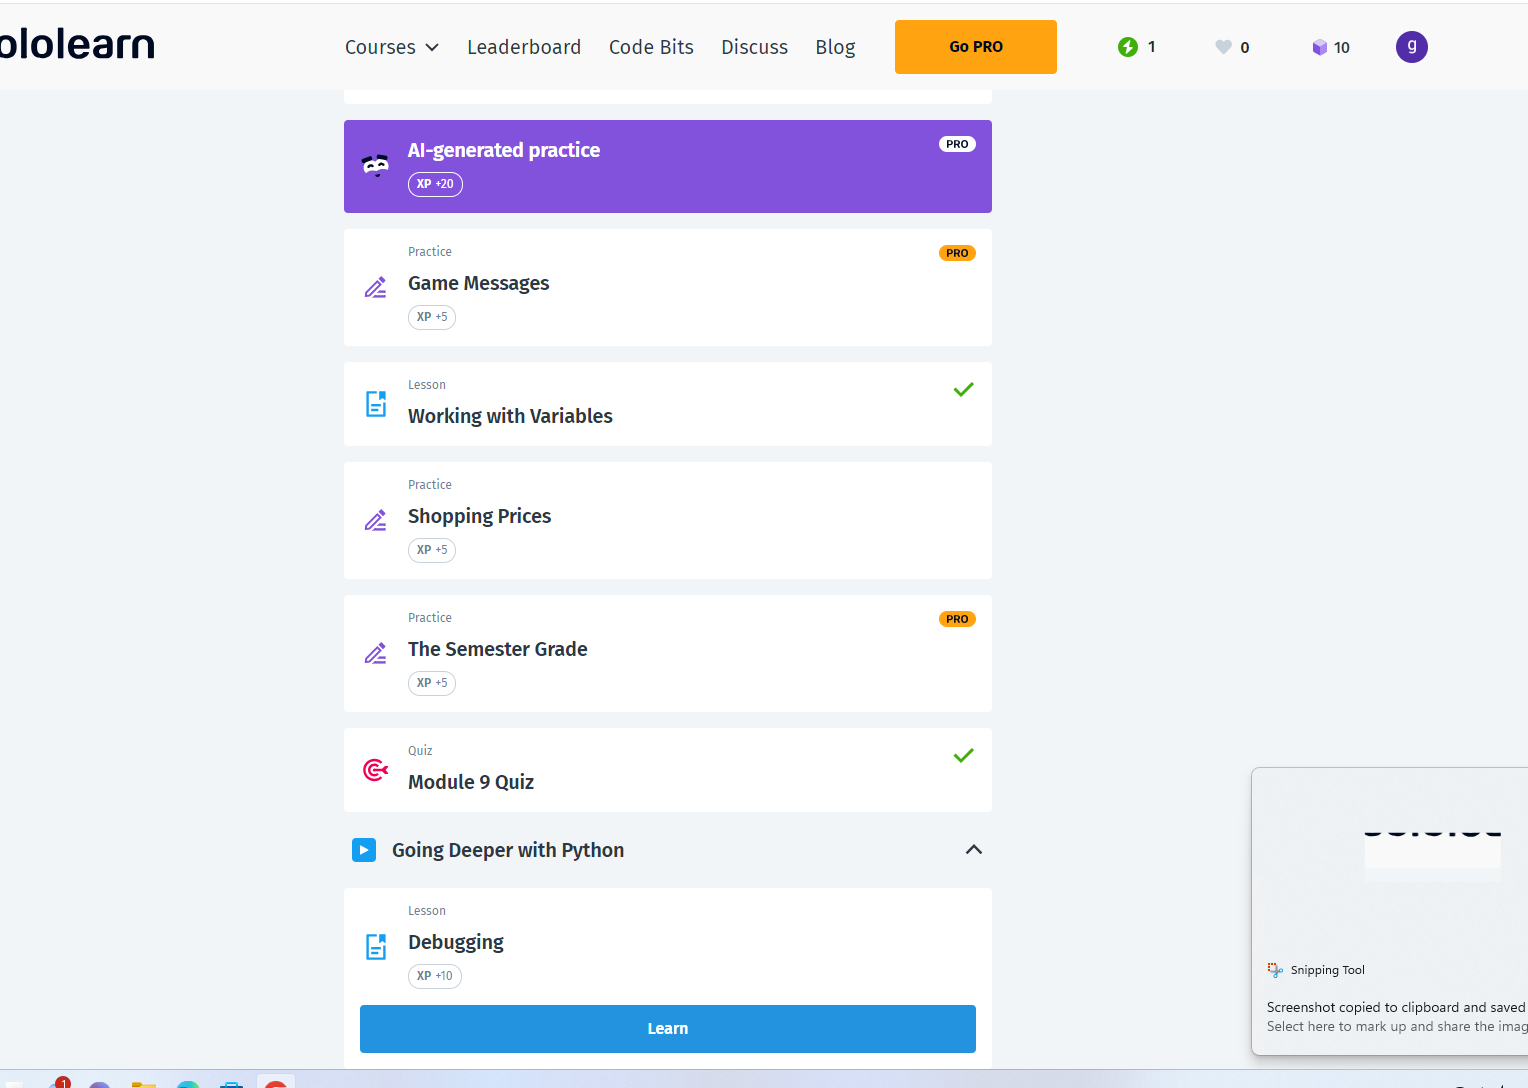 ololearn
Courses Leaderboard Code Bits Discuss Blog Go PRO 1 0 10 g
AI-generated practice PRO
XP +20
Practice PRO
Game Messages
XP +5
Lesson
Working with Variables
Practice
Shopping Prices
XP +5
Practice PRO
The Semester Grade
XP +5
Quiz
Module 9 Quiz
Going Deeper with Python
Lesson
Debugging
XP +10
Learn
Snipping Tool
Screenshot copied to clipboard and saved
Select here to mark up and share the imag
1